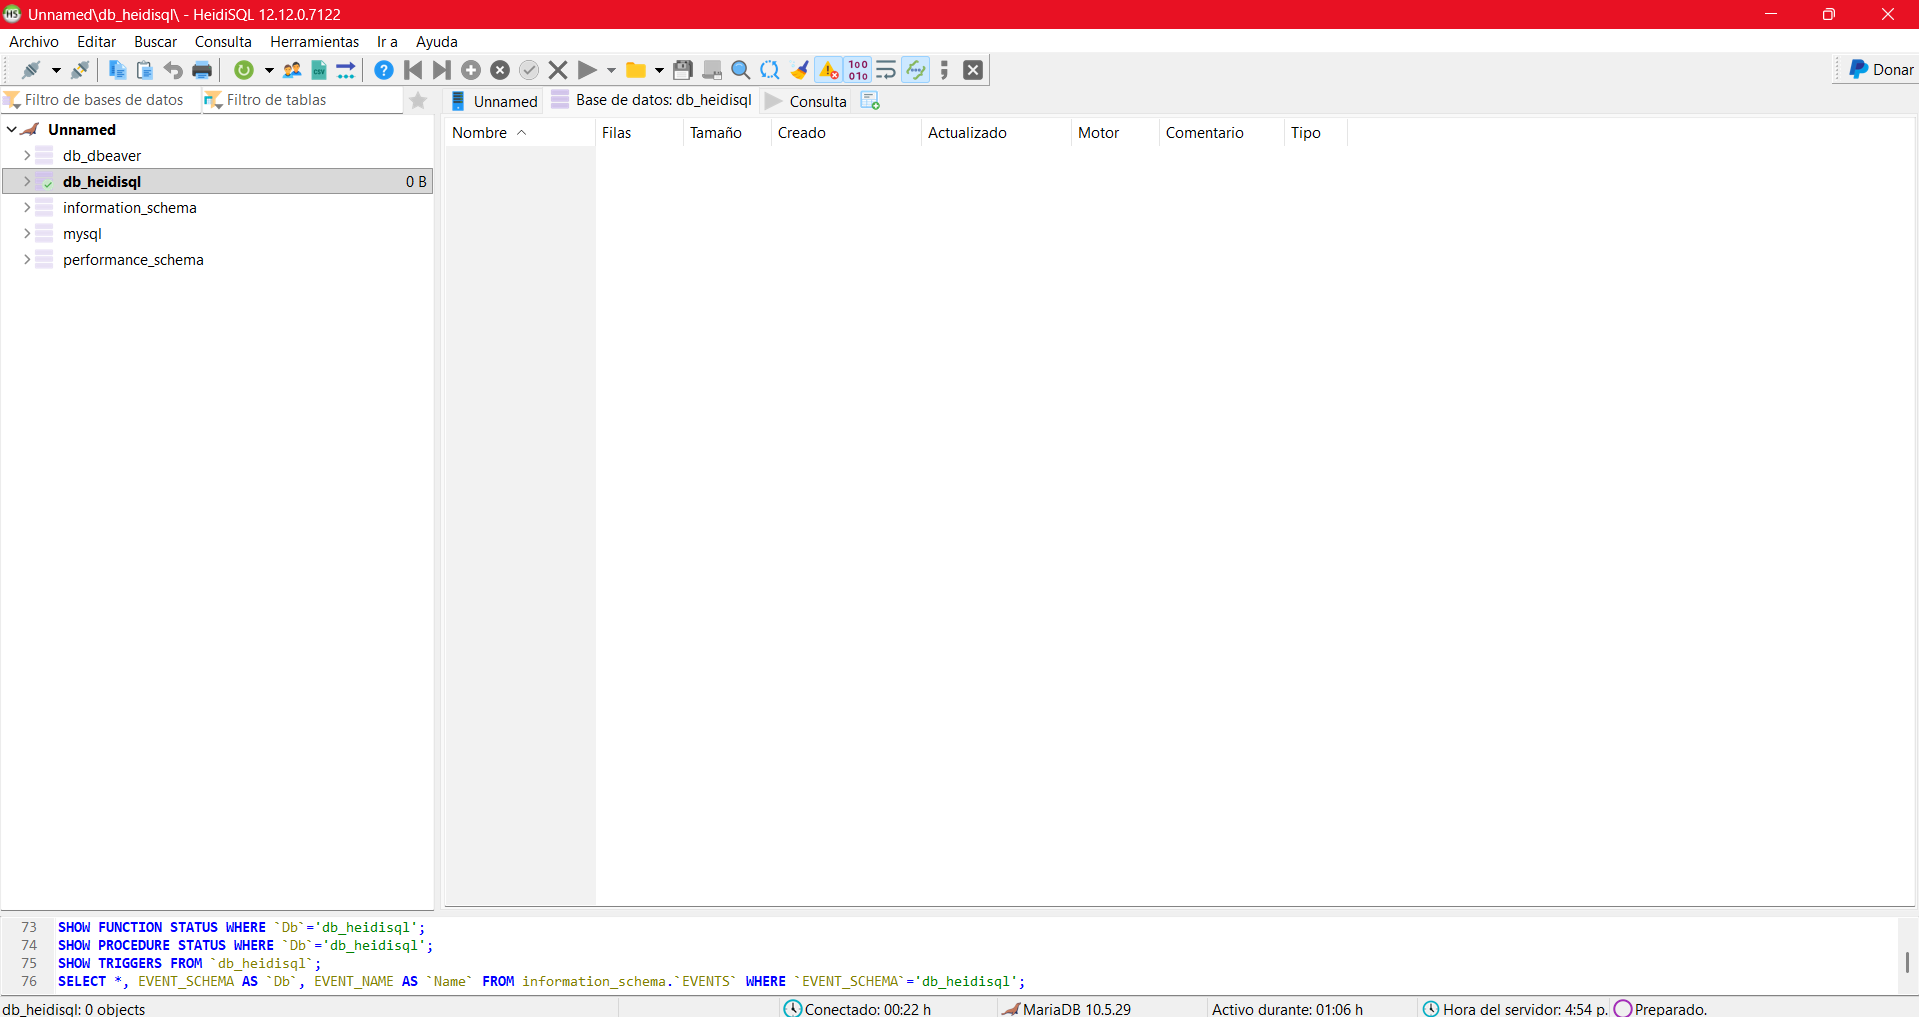 HS Unnamed\db_heidisql\ - HeidiSQL 12.12.0.7122
Archivo Editar Buscar Consulta Herramientas Ir a Ayuda
Donar
Filtro de bases de datos Filtro de tablas
Unnamed Base de datos: db_heidisql Consulta
Unnamed
db_dbeaver
db_heidisql 0 B
information_schema
mysql
performance_schema
Nombre Filas Tamaño Creado Actualizado Motor Comentario Tipo
73 SHOW FUNCTION STATUS WHERE `Db`='db_heidisql';
74 SHOW PROCEDURE STATUS WHERE `Db`='db_heidisql';
75 SHOW TRIGGERS FROM `db_heidisql`;
76 SELECT *, EVENT_SCHEMA AS `Db`, EVENT_NAME AS `Name` FROM information_schema.`EVENTS` WHERE `EVENT_SCHEMA`='db_heidisql';
db_heidisql: 0 objects Conectado: 00:22 h MariaDB 10.5.29 Activo durante: 01:06 h Hora del servidor: 4:54 p. Preparado.